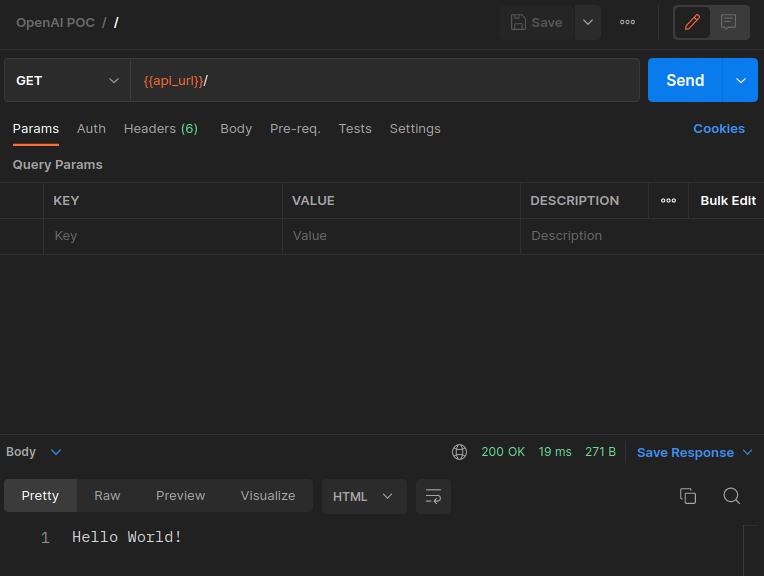 OpenAI POC / /
Save
GET {{api_url}}/ Send
Params Auth Headers (6) Body Pre-req. Tests Settings Cookies
Query Params
KEY VALUE DESCRIPTION Bulk Edit
Key Value Description
Body 200 OK 19 ms 271 B Save Response
Pretty Raw Preview Visualize HTML
1 Hello World!